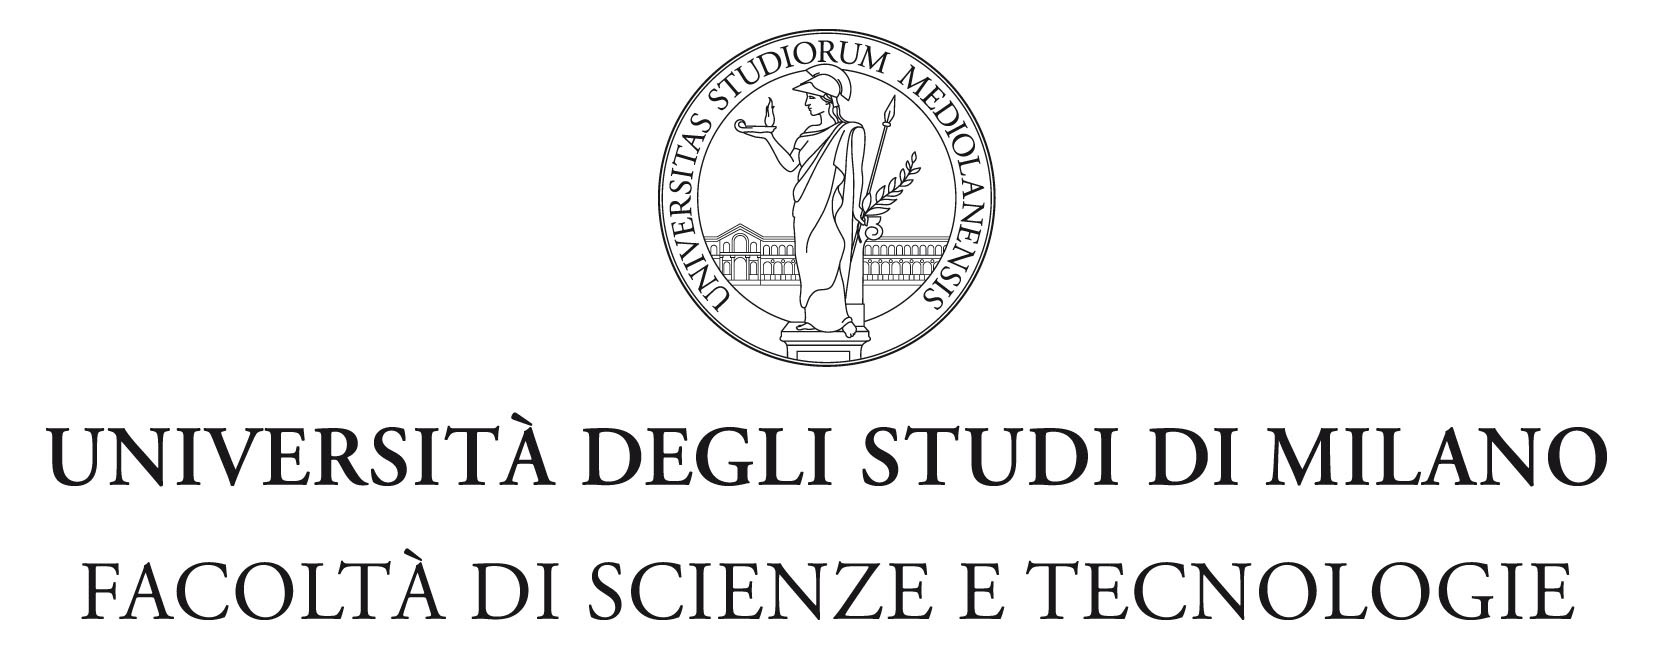 UNIVERSITAS STUDIORUM MEDIOLANENSIS
UNIVERSITÀ DEGLI STUDI DI MILANO
FACOLTÀ DI SCIENZE E TECNOLOGIE